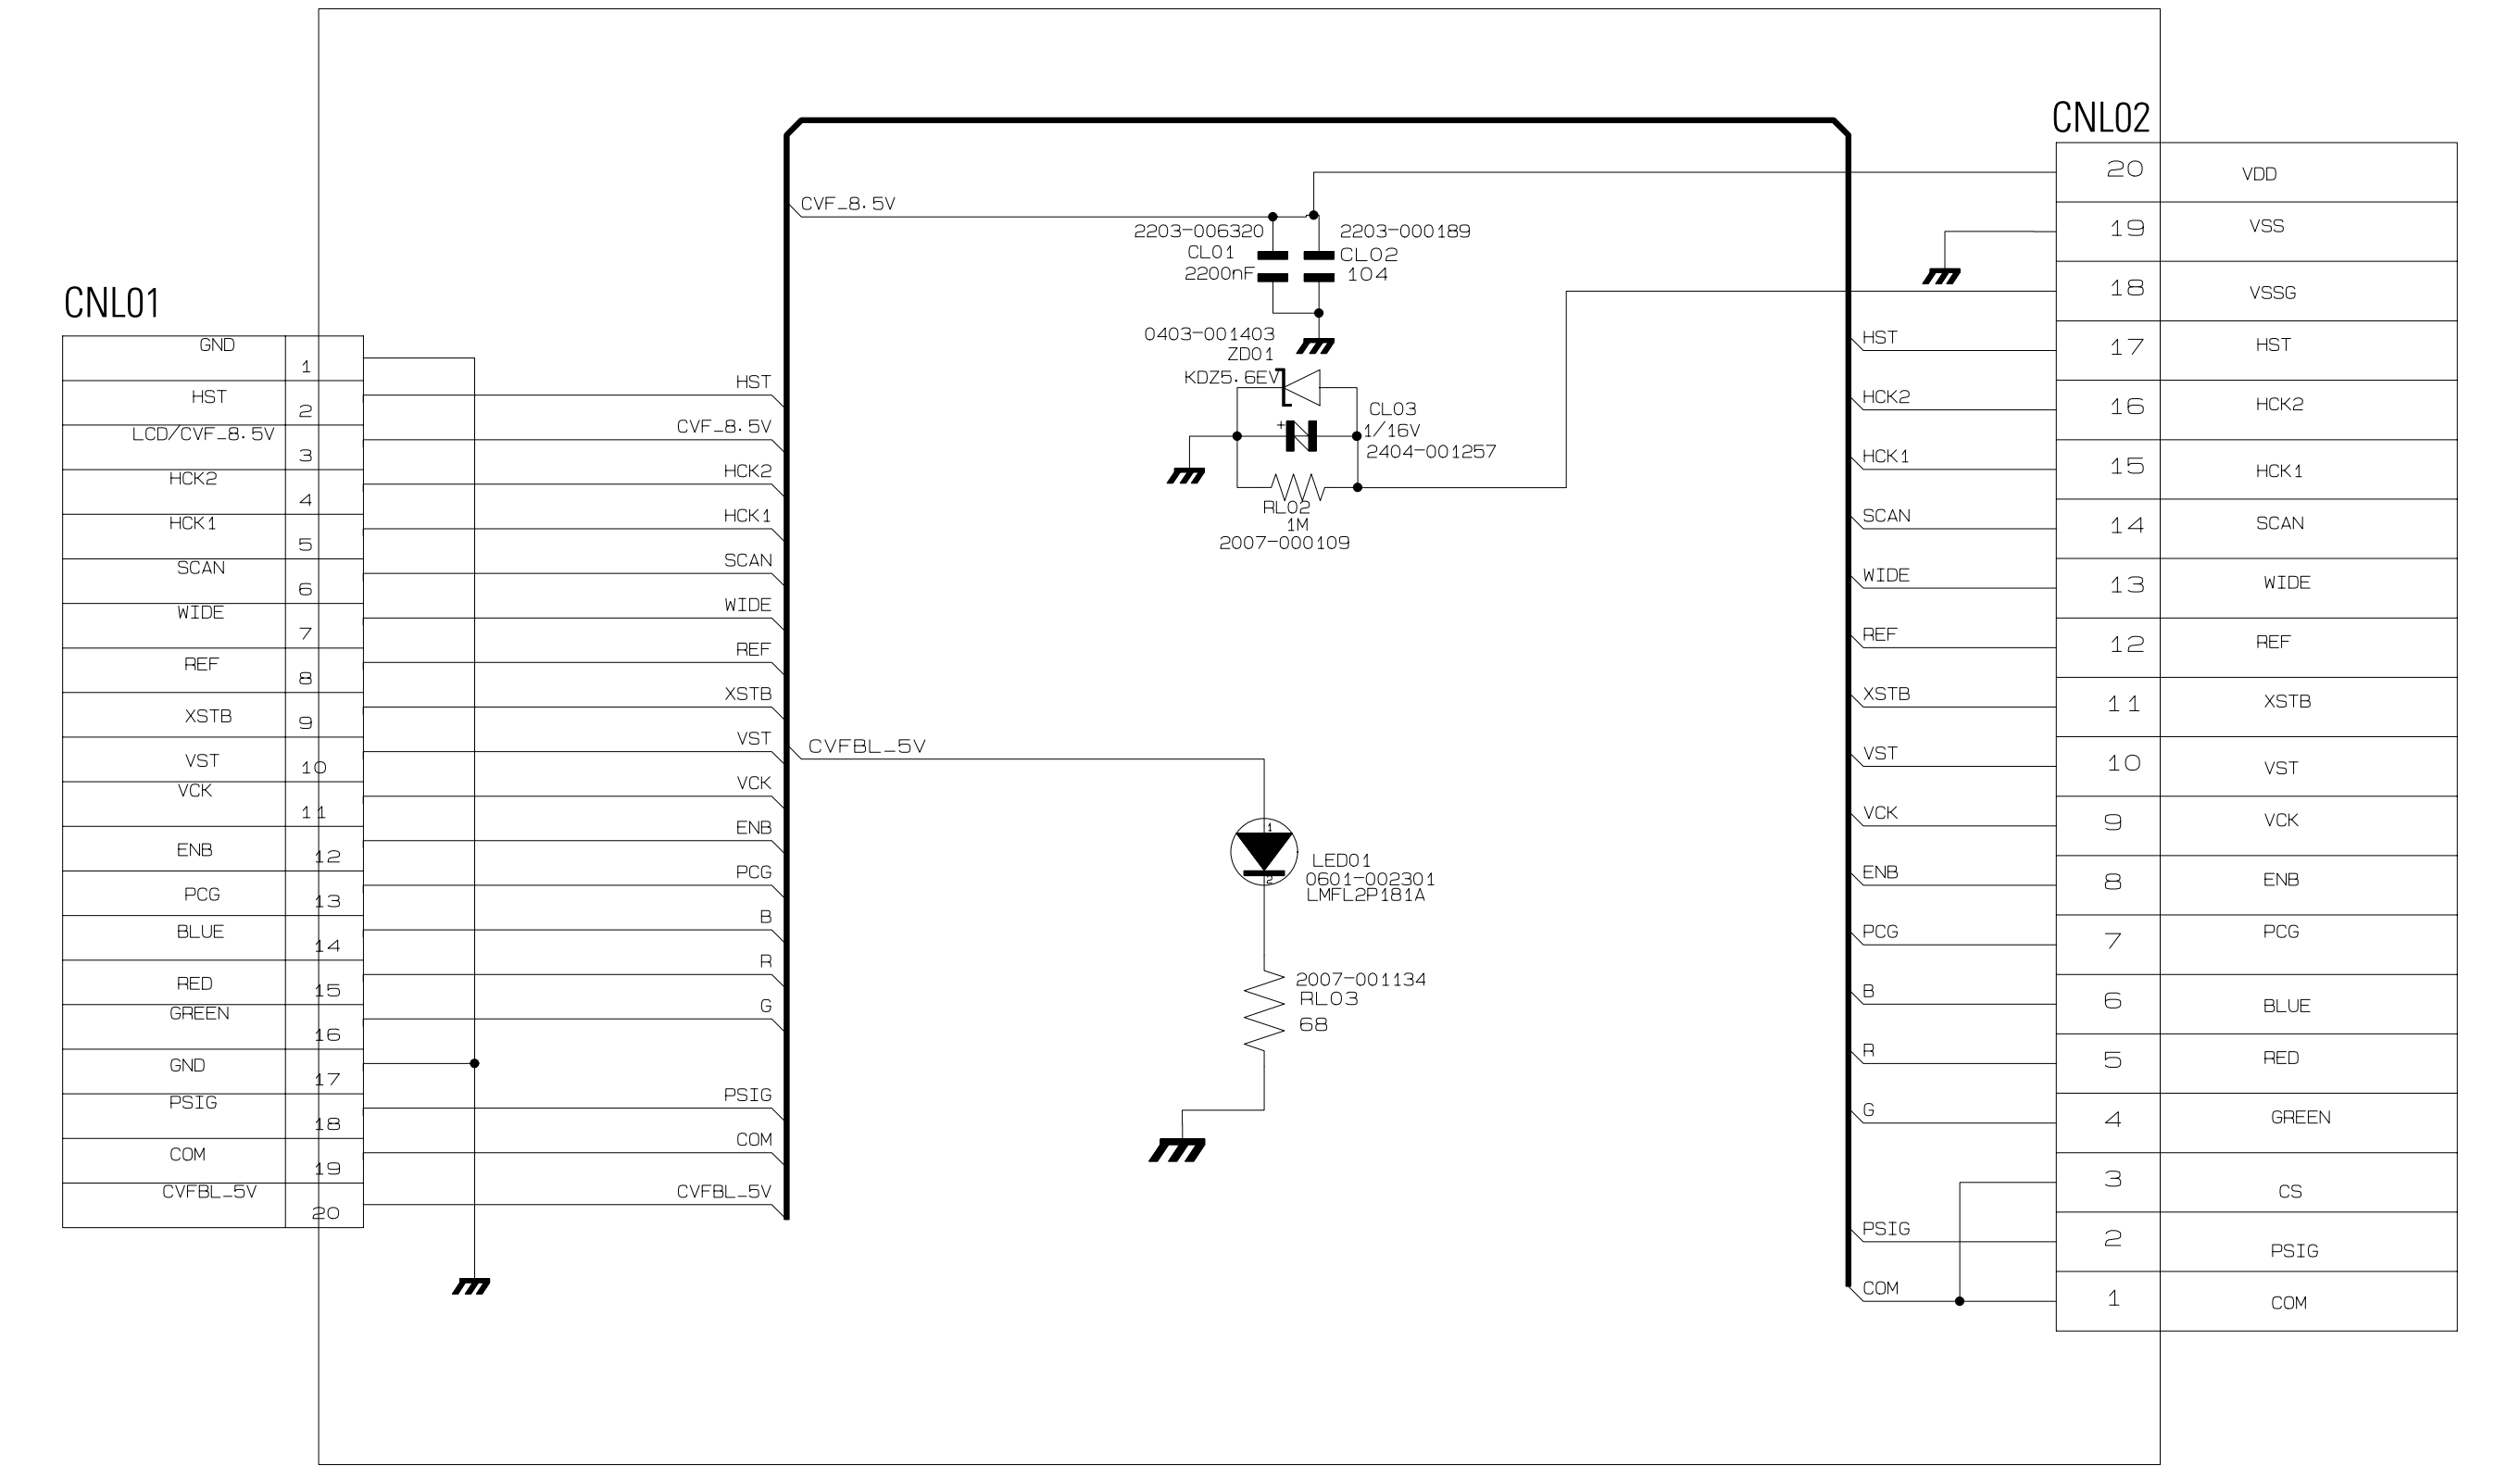 CNL01
GND
1
HST
2
LCD/CVF_8.5V
3
HCK2
4
HCK1
5
SCAN
6
WIDE
7
REF
8
XSTB
9
VST
10
VCK
11
ENB
12
PCG
13
BLUE
14
RED
15
GREEN
16
GND
17
PSIG
18
COM
19
CVFBL_5V
20
HST
CVF_8.5V
HCK2
HCK1
SCAN
WIDE
REF
XSTB
VST
VCK
ENB
PCG
B
R
G
PSIG
COM
CVFBL_5V
CVF_8.5V
2203-006320
CL01
2200nF
2203-000189
CL02
104
0403-001403
ZD01
KDZ5.6EV
+
CL03
1/16V
2404-001257
RL02
1M
2007-000109
CVFBL_5V
1
2
LED01
0601-002301
LMFL2P181A
2007-001134
RL03
68
HST
HCK2
HCK1
SCAN
WIDE
REF
XSTB
VST
VCK
ENB
PCG
B
R
G
PSIG
COM
CNL02
20 VDD
19 VSS
18 VSSG
17 HST
16 HCK2
15 HCK1
14 SCAN
13 WIDE
12 REF
11 XSTB
10 VST
9 VCK
8 ENB
7 PCG
6 BLUE
5 RED
4 GREEN
3 CS
2 PSIG
1 COM